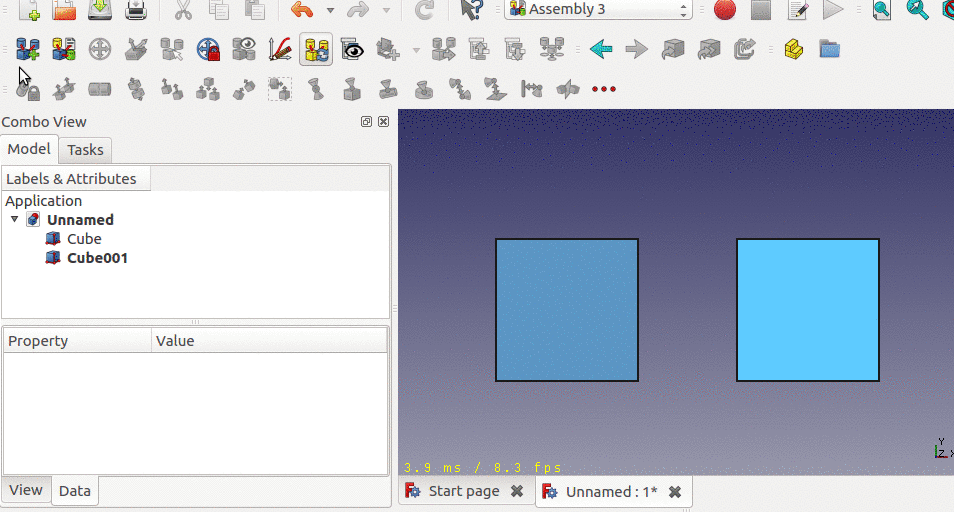 Assembly 3
Combo View
Model Tasks
Labels & Attributes
Application
Unnamed
Cube
Cube001
Property Value
View Data
3.9 ms / 8.3 fps
Y
Z X
Start page Unnamed : 1*